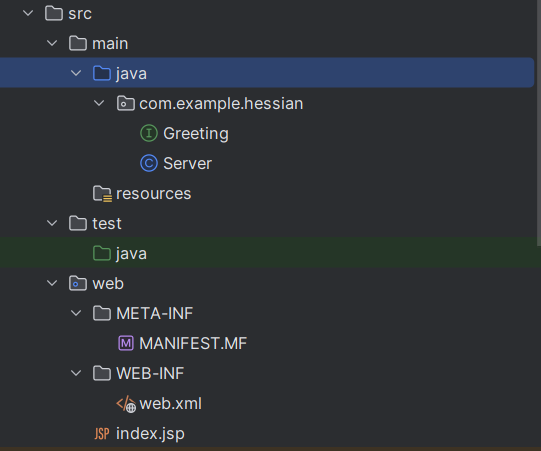 src
main
java
com.example.hessian
Greeting
Server
resources
test
java
web
META-INF
MANIFEST.MF
WEB-INF
web.xml
index.jsp